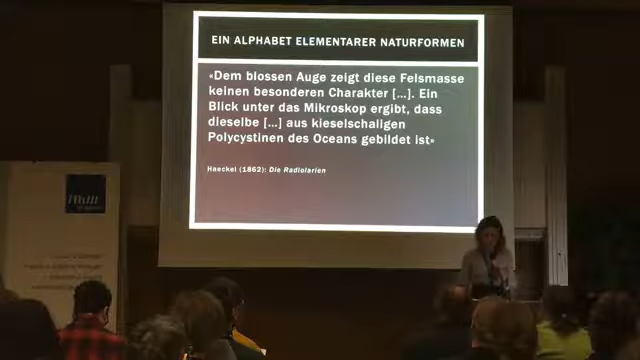 EIN ALPHABET ELEMENTARER NATURFORMEN
«Dem blossen Auge zeigt diese Felsmasse
keinen besonderen Charakter [...]. Ein
Blick unter das Mikroskop ergibt, dass
dieselbe [...] aus kieselschaligen
Polycystinen des Oceans gebildet ist»
Haeckel (1862): Die Radiolarien